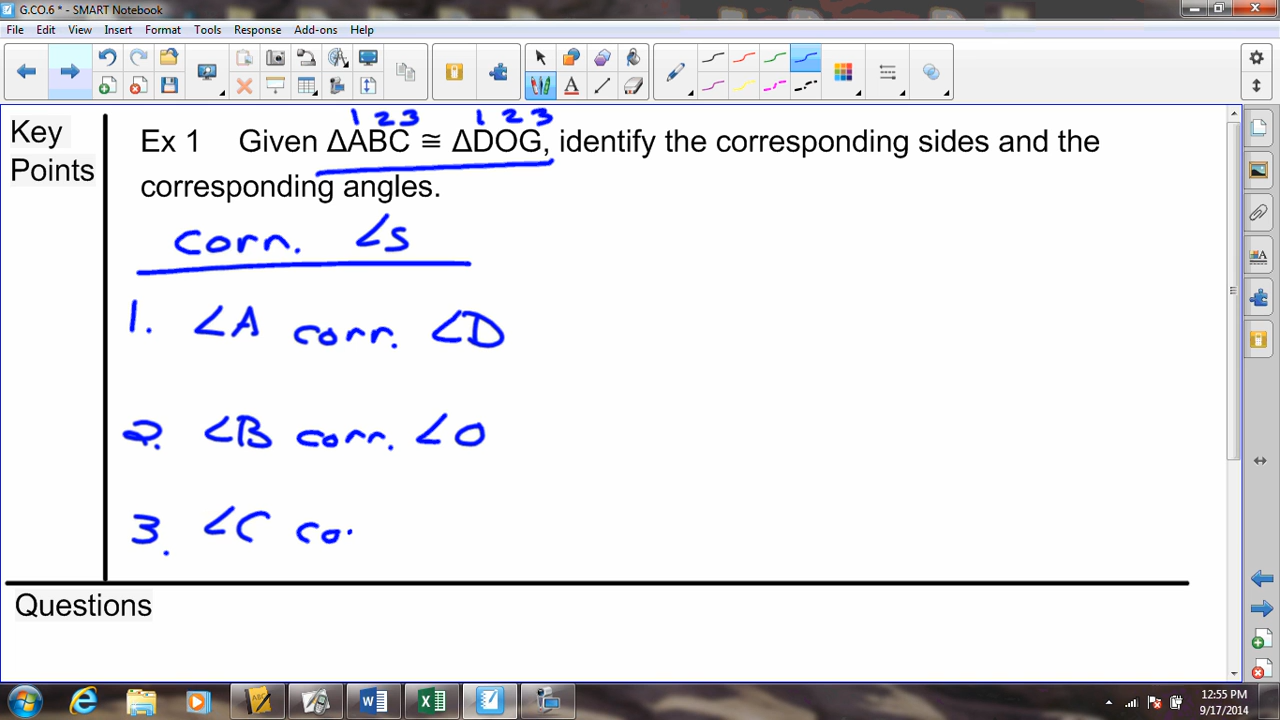 G.CO.6 * - SMART Notebook
File Edit View Insert Format Tools Response Add-ons Help
Key
Points
1 2 3 1 2 3
Ex 1 Given ΔABC ≅ ΔDOG, identify the corresponding sides and the
corresponding angles.
corr. ∠s
1. ∠A corr. ∠D
2. ∠B corr. ∠O
3. ∠C co
Questions
12:55 PM
9/17/2014